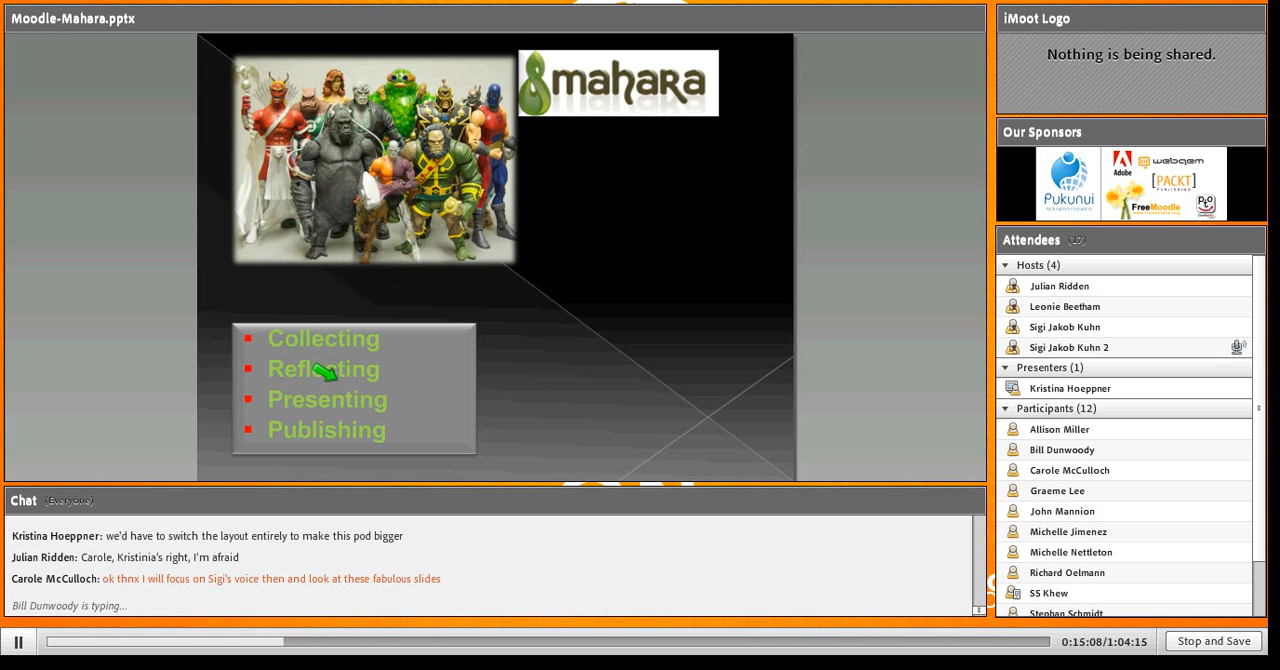 Moodle-Mahara.pptx
mahara
Collecting
Reflecting
Presenting
Publishing
Chat (Everyone)
Kristina Hoeppner: we'd have to switch the layout entirely to make this pod bigger
Julian Ridden: Carole, Kristinia's right, I'm afraid
Carole McCulloch: ok thnx I will focus on Sigi's voice then and look at these fabulous slides
Bill Dunwoody is typing...
iMoot Logo
Nothing is being shared.
Our Sponsors
Pukunui
Adobe
webgem
[PACKT]
PUBLISHING
FreeMoodle
Attendees (17)
Hosts (4)
Julian Ridden
Leonie Beetham
Sigi Jakob Kuhn
Sigi Jakob Kuhn 2
Presenters (1)
Kristina Hoeppner
Participants (12)
Allison Miller
Bill Dunwoody
Carole McCulloch
Graeme Lee
John Mannion
Michelle Jimenez
Michelle Nettleton
Richard Oelmann
SS Khew
Stephan Schmidt
0:15:08/1:04:15
Stop and Save